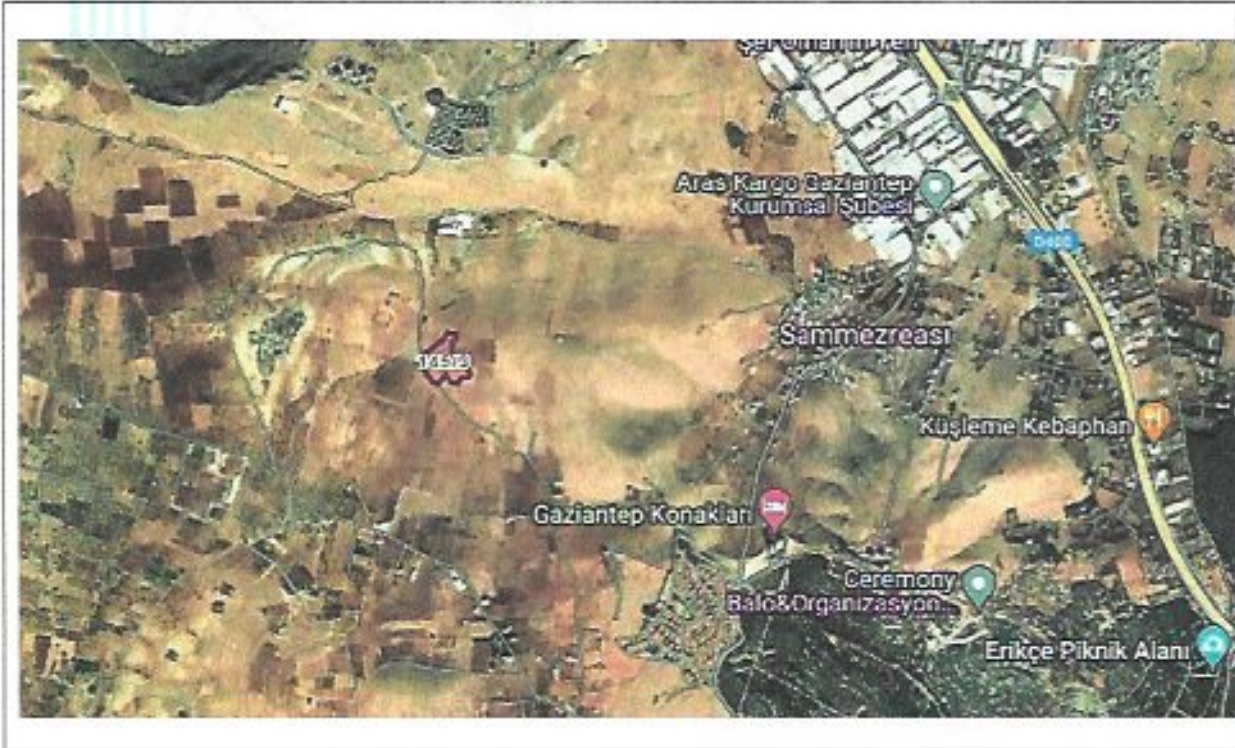 Aras Kargo Gaziantep
Kurumsal Şubesi
D400
Sammezreası
Küşleme Kebaphan
Gaziantep Konakları
Ceremony
Balo&Organizasyon...
Erikçe Piknik Alanı